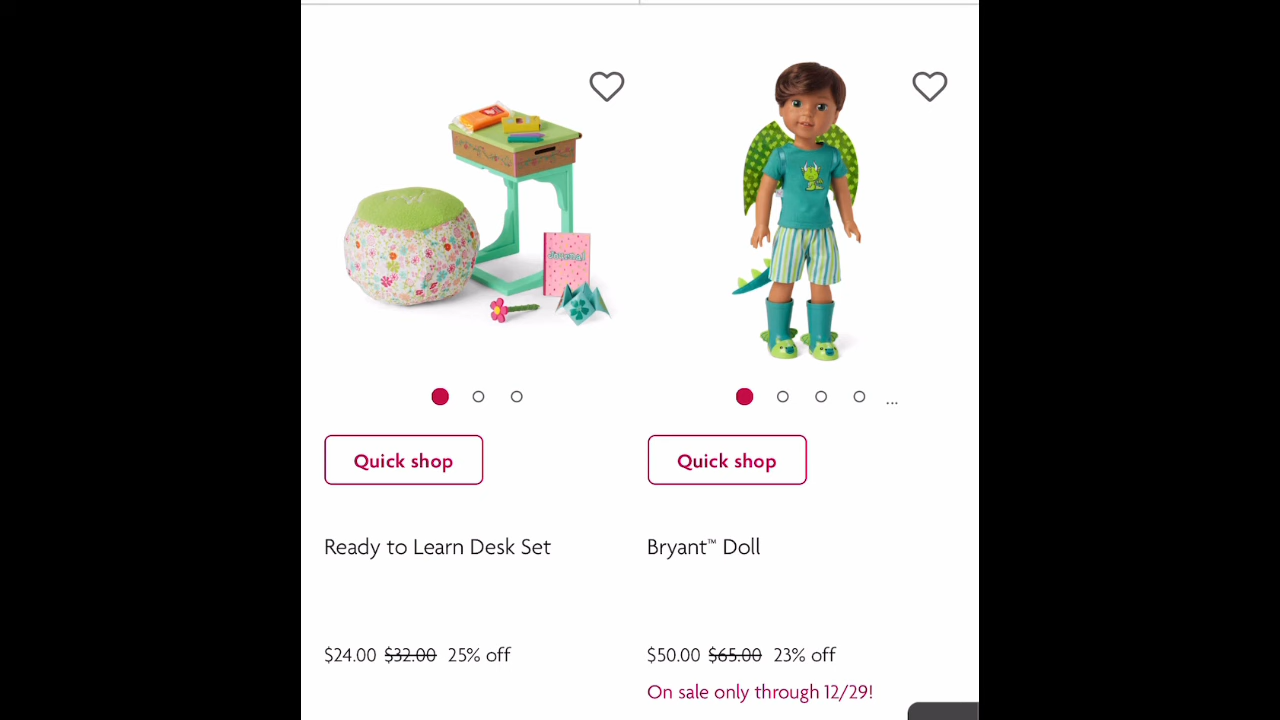 Journal
Quick shop
Quick shop
Ready to Learn Desk Set
Bryant™ Doll
$24.00 $32.00 25% off
$50.00 $65.00 23% off
On sale only through 12/29!